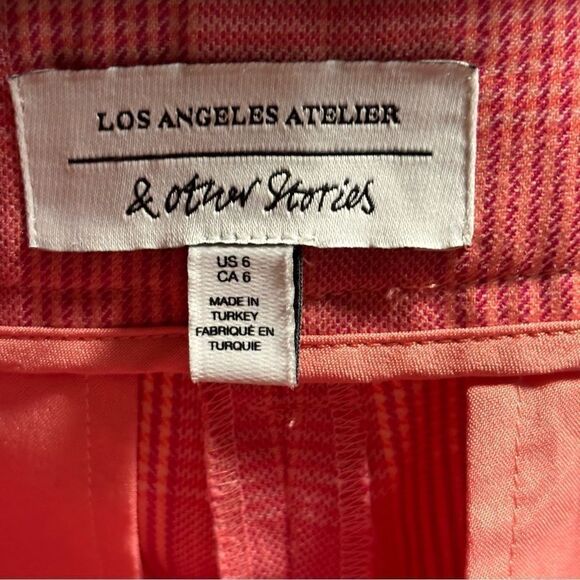 LOS ANGELES ATELIER
& other Stories
US 6
CA 6
MADE IN
TURKEY
FABRIQUÉ EN
TURQUIE